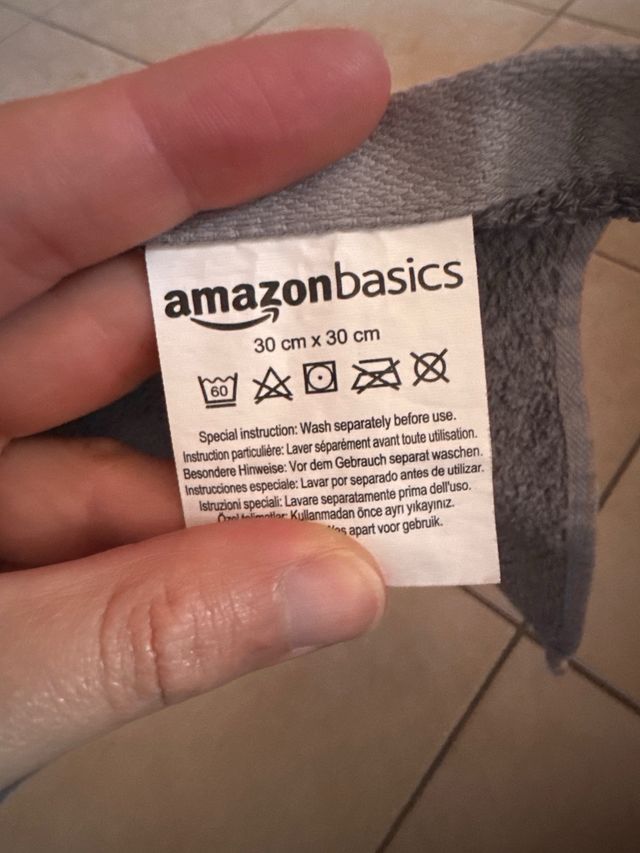 amazonbasics
30 cm x 30 cm
60
Special instruction: Wash separately before use.
Instruction particulière: Laver séparément avant toute utilisation.
Besondere Hinweise: Vor dem Gebrauch separat waschen.
Instrucciones especiale: Lavar por separado antes de utilizar.
Istruzioni speciali: Lavare separatamente prima dell'uso.
Özel Kullanmadan önce ayrı yıkayınız.
apart voor gebruik.